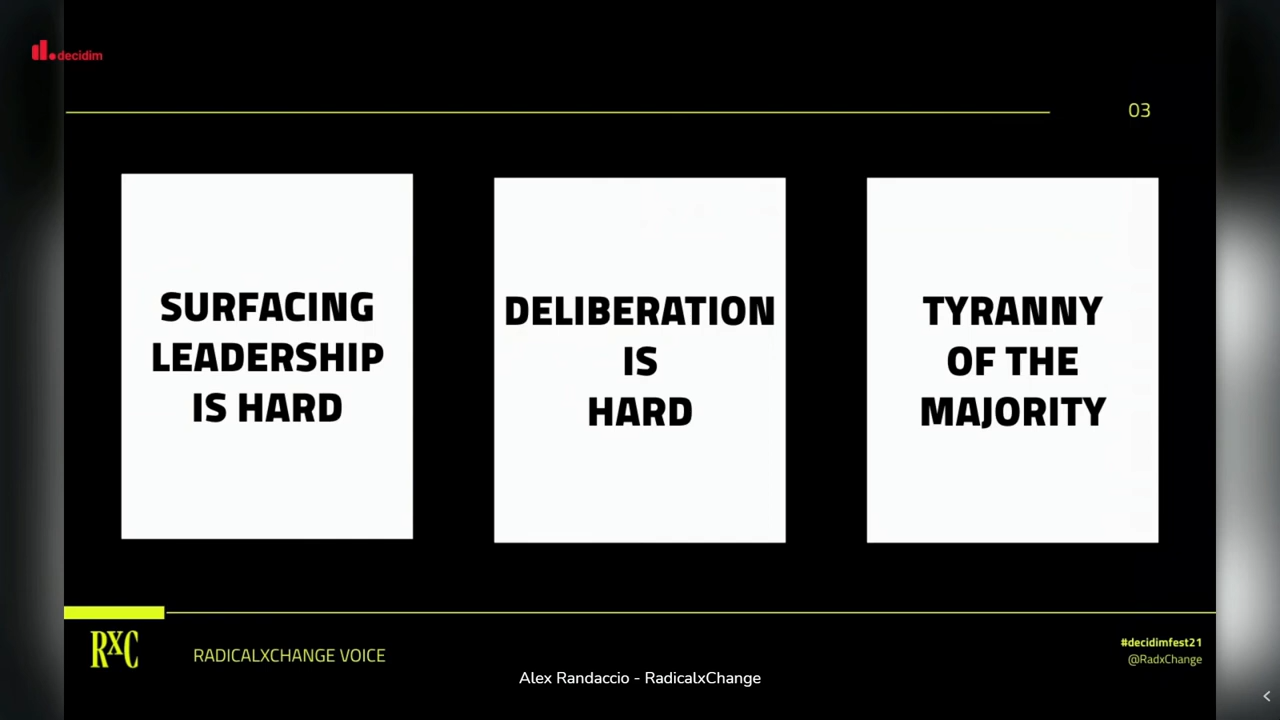 decidim
03
SURFACING
LEADERSHIP
IS HARD
DELIBERATION
IS
HARD
TYRANNY
OF THE
MAJORITY
RXC
RADICALXCHANGE VOICE
#decidimfest21
@RadxChange
Alex Randaccio - RadicalxChange